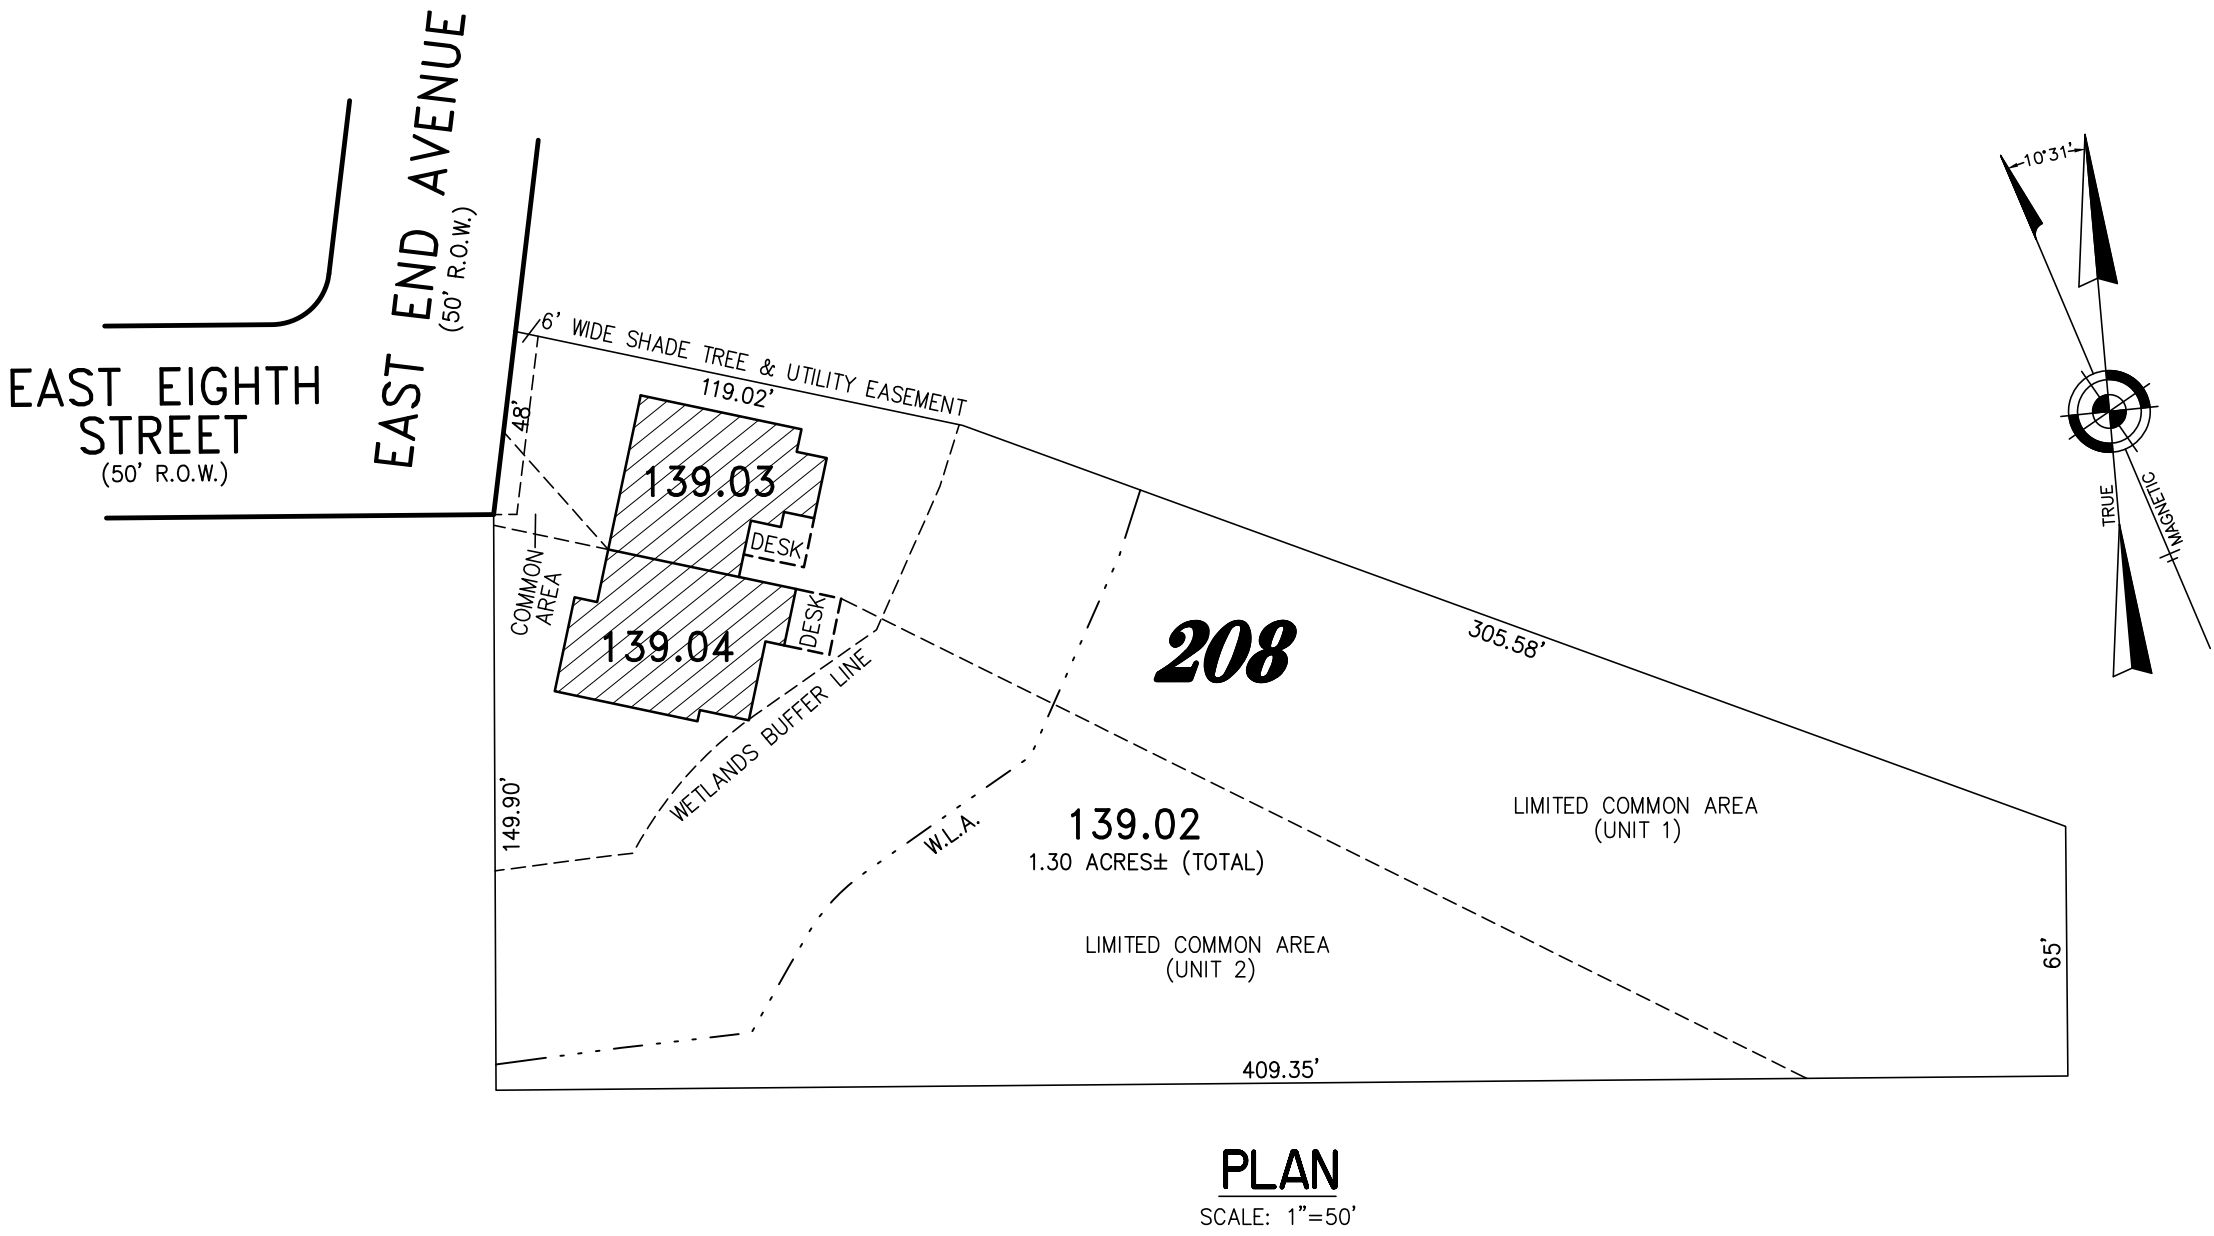 EAST END AVENUE
(50' R.O.W.)
EAST EIGHTH
STREET
(50' R.O.W.)
10°31'
TRUE
MAGNETIC
6' WIDE SHADE TREE & UTILITY EASEMENT
119.02'
48'
139.03
DESK
COMMON
AREA
139.04
DESK
WETLANDS BUFFER LINE
208
305.58'
149.90'
W.L.A.
139.02
1.30 ACRES± (TOTAL)
LIMITED COMMON AREA
(UNIT 1)
LIMITED COMMON AREA
(UNIT 2)
65'
409.35'
PLAN
SCALE: 1"=50'